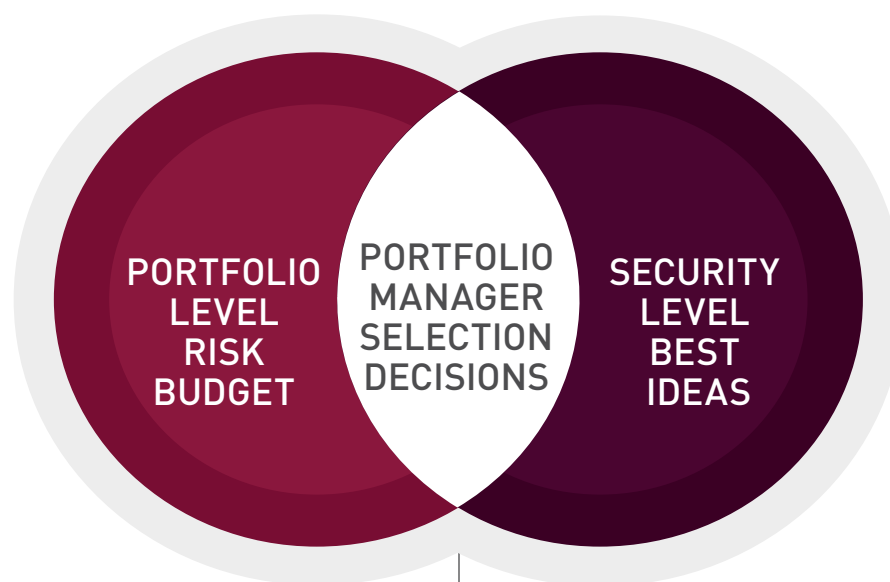 PORTFOLIO
LEVEL
RISK
BUDGET
PORTFOLIO
MANAGER
SELECTION
DECISIONS
SECURITY
LEVEL
BEST
IDEAS